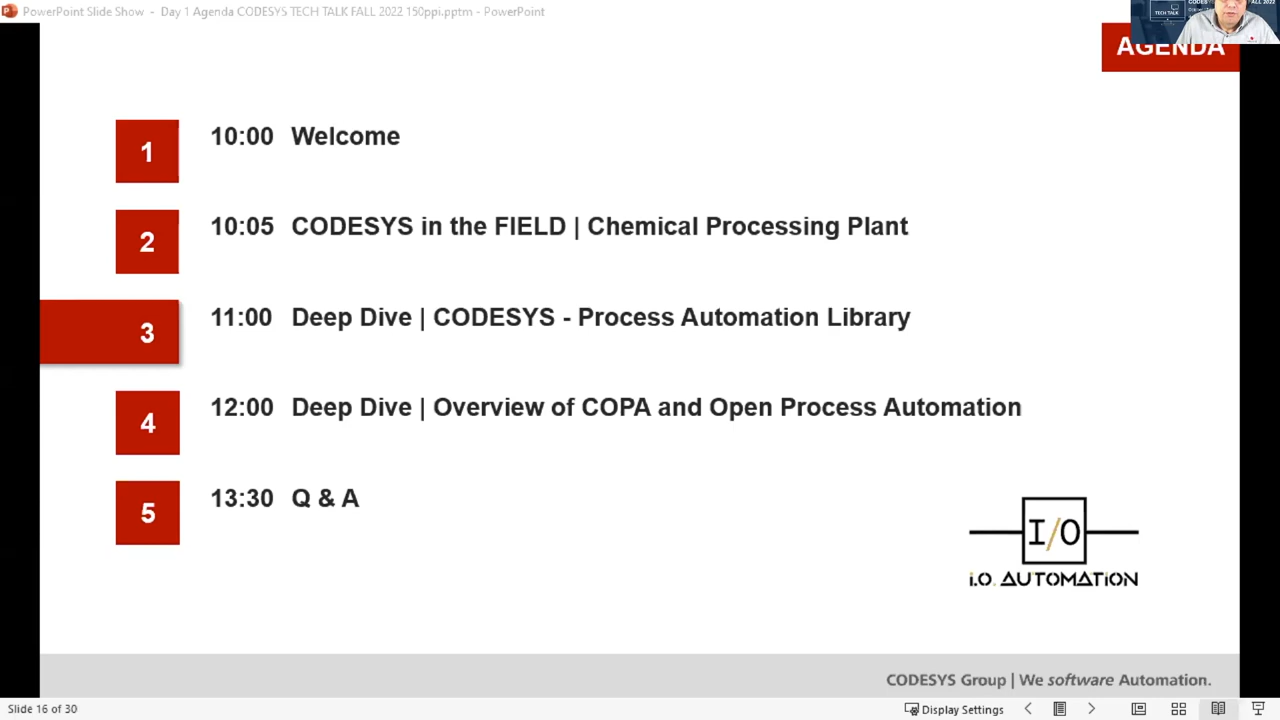 PowerPoint Slide Show - Day 1 Agenda CODESYS TECH TALK FALL 2022 150ppi.pptm - PowerPoint
TECH TALK
AGENDA
1 10:00 Welcome
2 10:05 CODESYS in the FIELD | Chemical Processing Plant
3 11:00 Deep Dive | CODESYS - Process Automation Library
4 12:00 Deep Dive | Overview of COPA and Open Process Automation
5 13:30 Q & A
I/O
i.O. AUTOMATION
CODESYS Group | We software Automation.
Slide 16 of 30
Display Settings